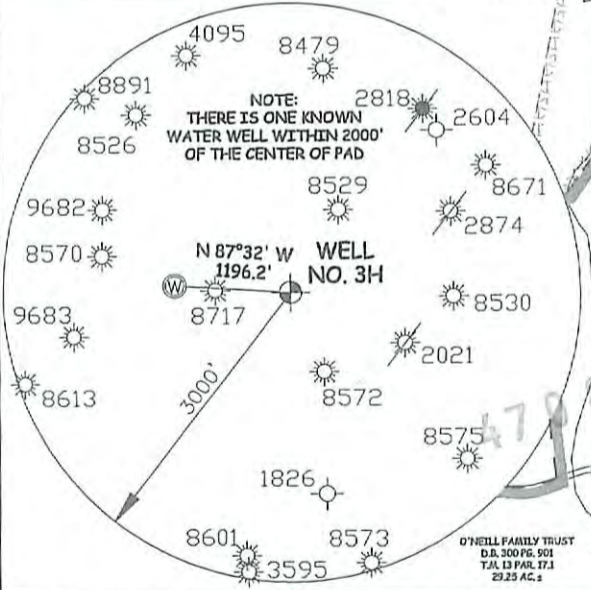 4095
8479
8891
2818
NOTE:
THERE IS ONE KNOWN
WATER WELL WITHIN 2000'
OF THE CENTER OF PAD
2604
8526
8671
8529
9682
2874
N 87°32' W
1196.2'
WELL
NO. 3H
8570
W
8717
8530
9683
2021
3000'
8613
8572
8575
470
1826
8601
8573
3595
O'NEILL FAMILY TRUST
D.B. 300 PG. 901
T.M. 13 PAR. 17.1
29.25 AC. ±